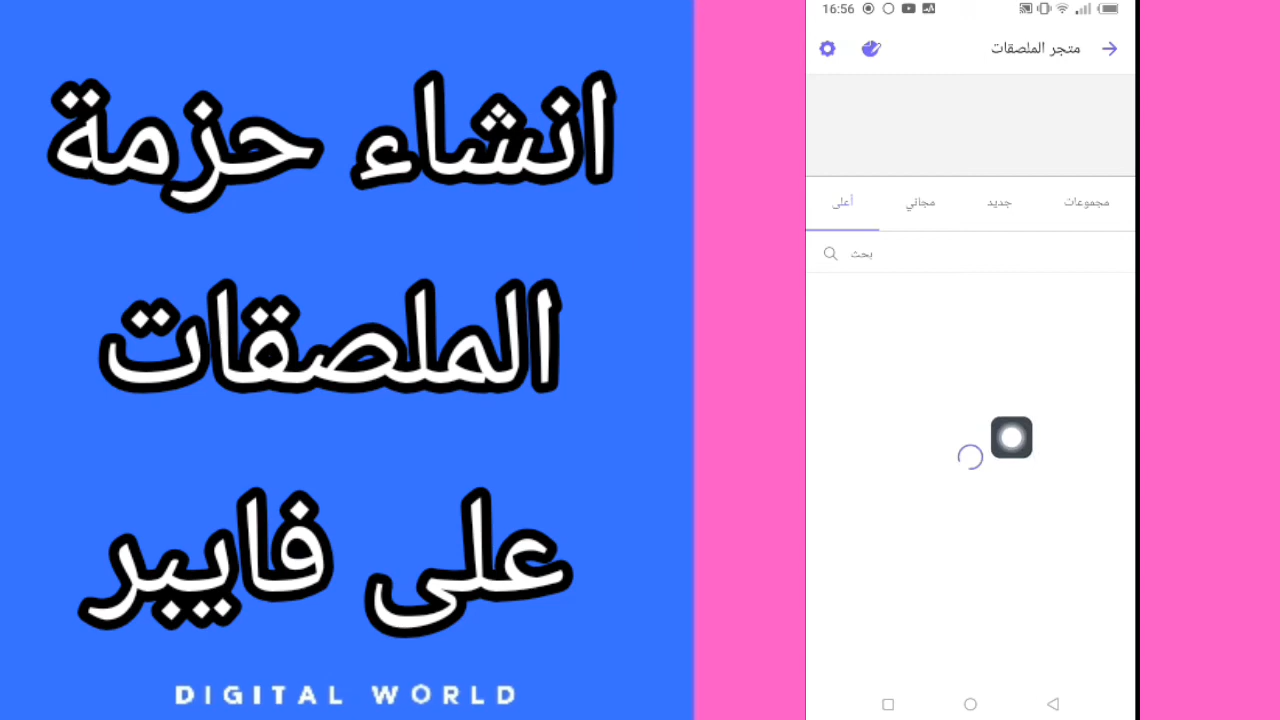 انشاء حزمة
الملصقات
على فايبر
DIGITAL WORLD
16:56
متجر الملصقات
مجموعات
جديد
مجاني
أعلى
بحث